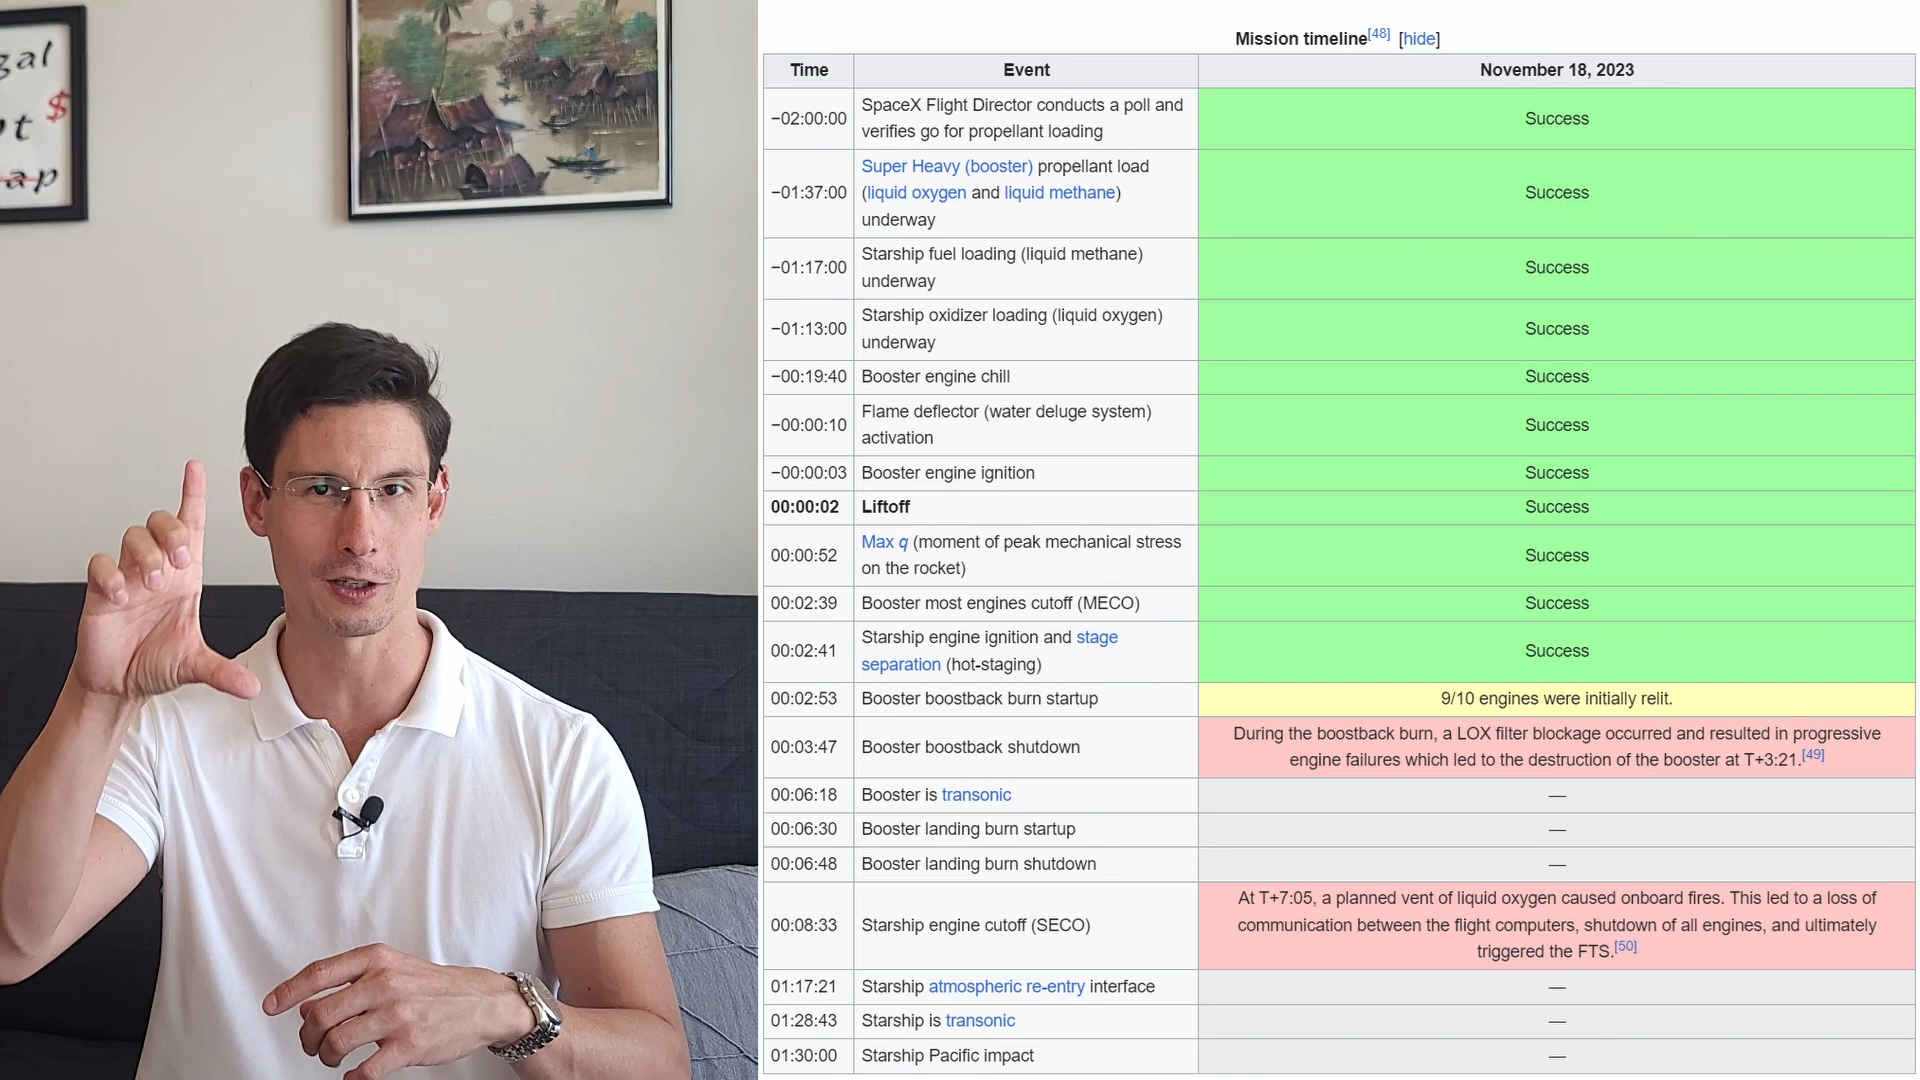 gal
$
pt
ap
Mission timeline[48] [hide]
Time Event November 18, 2023
−02:00:00 SpaceX Flight Director conducts a poll and
verifies go for propellant loading
Success
−01:37:00 Super Heavy (booster) propellant load
(liquid oxygen and liquid methane)
underway
Success
−01:17:00 Starship fuel loading (liquid methane)
underway
Success
−01:13:00 Starship oxidizer loading (liquid oxygen)
underway
Success
−00:19:40 Booster engine chill Success
−00:00:10 Flame deflector (water deluge system)
activation
Success
−00:00:03 Booster engine ignition Success
00:00:02 Liftoff Success
00:00:52 Max q (moment of peak mechanical stress
on the rocket)
Success
00:02:39 Booster most engines cutoff (MECO) Success
00:02:41 Starship engine ignition and stage
separation (hot-staging)
Success
00:02:53 Booster boostback burn startup 9/10 engines were initially relit.
00:03:47 Booster boostback shutdown
During the boostback burn, a LOX filter blockage occurred and resulted in progressive
engine failures which led to the destruction of the booster at T+3:21.[49]
00:06:18 Booster is transonic —
00:06:30 Booster landing burn startup —
00:06:48 Booster landing burn shutdown —
00:08:33 Starship engine cutoff (SECO)
At T+7:05, a planned vent of liquid oxygen caused onboard fires. This led to a loss of
communication between the flight computers, shutdown of all engines, and ultimately
triggered the FTS.[50]
01:17:21 Starship atmospheric re-entry interface —
01:28:43 Starship is transonic —
01:30:00 Starship Pacific impact —